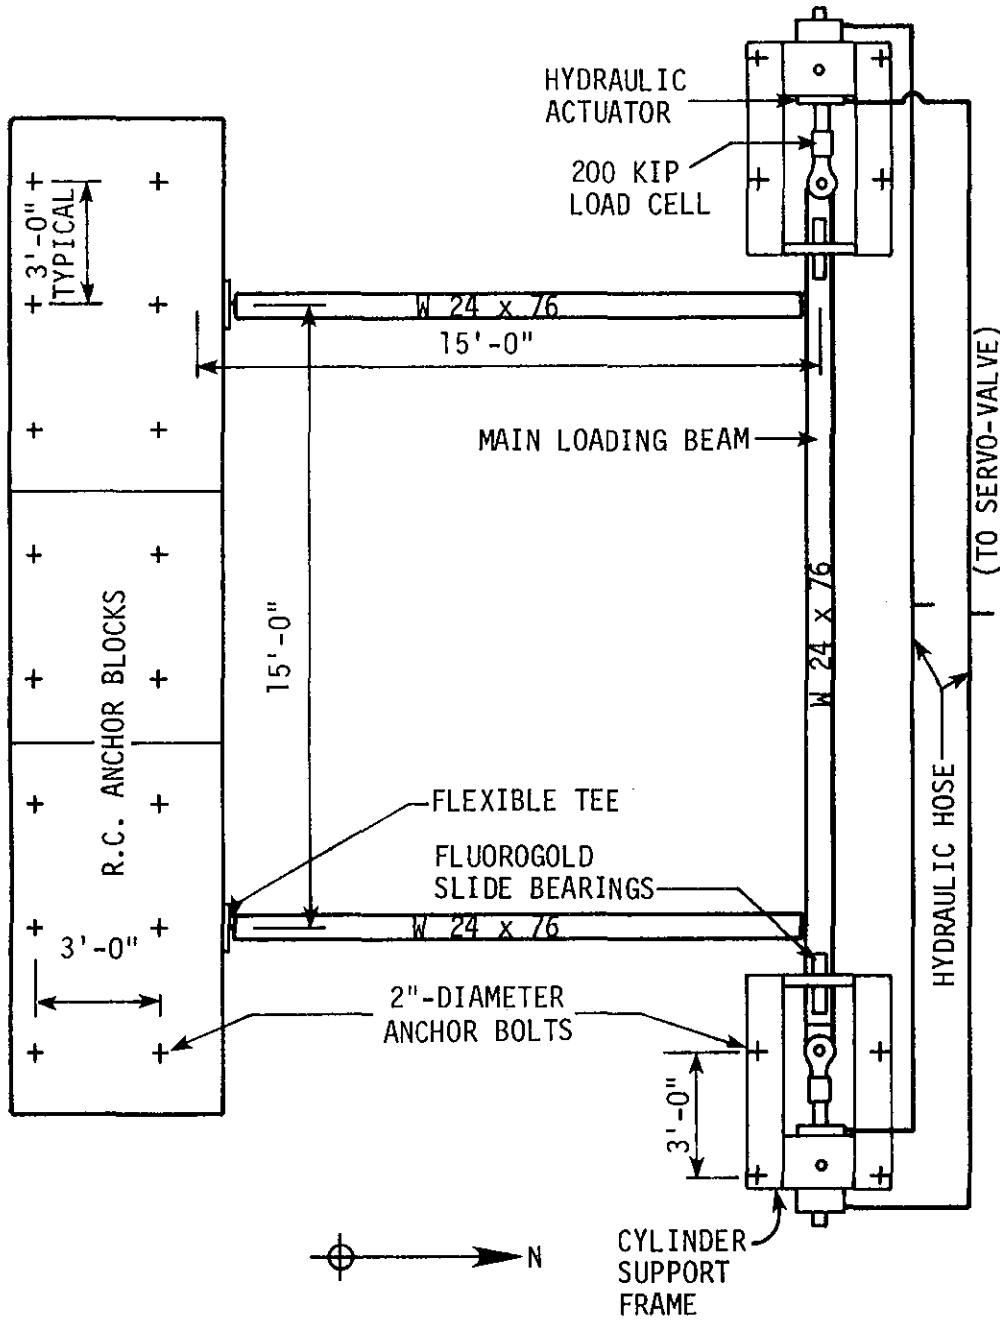 HYDRAULIC
ACTUATOR
200 KIP
LOAD CELL
3'-0"
TYPICAL
W 24 x 76
15'-0"
MAIN LOADING BEAM
(TO SERVO-VALVE)
15'-0"
W 24 x 76
R.C. ANCHOR BLOCKS
HYDRAULIC HOSE
FLEXIBLE TEE
FLUOROGOLD
SLIDE BEARINGS
W 24 x 76
3'-0"
2"-DIAMETER
ANCHOR BOLTS
3'-0"
CYLINDER
SUPPORT
FRAME
N